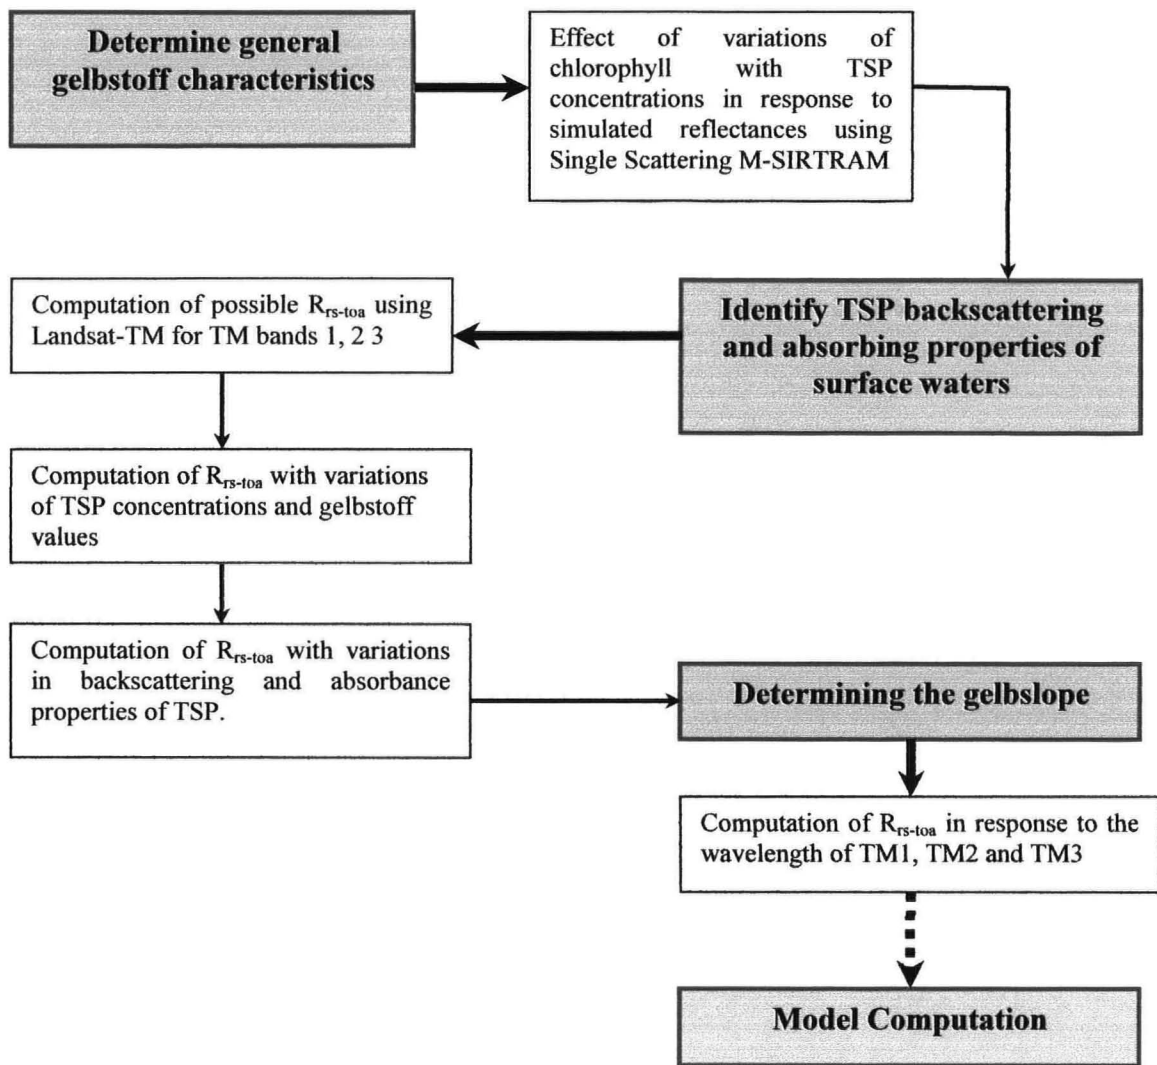 Determine general
gelbstoff characteristics
Effect of variations of
chlorophyll with TSP
concentrations in response to
simulated reflectances using
Single Scattering M-SIRTRAM
Identify TSP backscattering
and absorbing properties of
surface waters
Computation of possible Rrs-toa using
Landsat-TM for TM bands 1, 2 3
Computation of Rrs-toa with variations
of TSP concentrations and gelbstoff
values
Computation of Rrs-toa with variations
in backscattering and absorbance
properties of TSP.
Determining the gelbslope
Computation of Rrs-toa in response to the
wavelength of TM1, TM2 and TM3
Model Computation